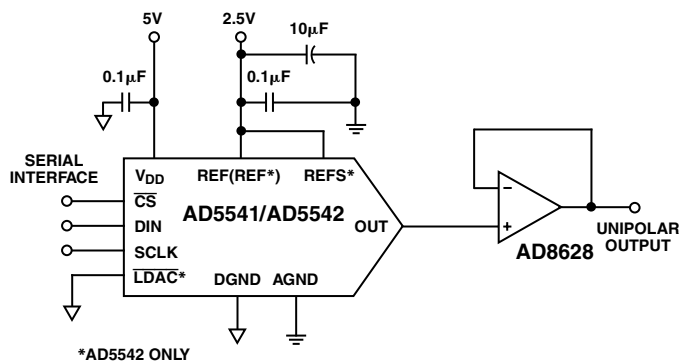 5V
2.5V
10µF
0.1µF
0.1µF
SERIAL
INTERFACE
VDD
REF(REF*)
REFS*
CS
AD5541/AD5542
DIN
OUT
SCLK
LDAC*
DGND
AGND
−
+
AD8628
UNIPOLAR
OUTPUT
*AD5542 ONLY